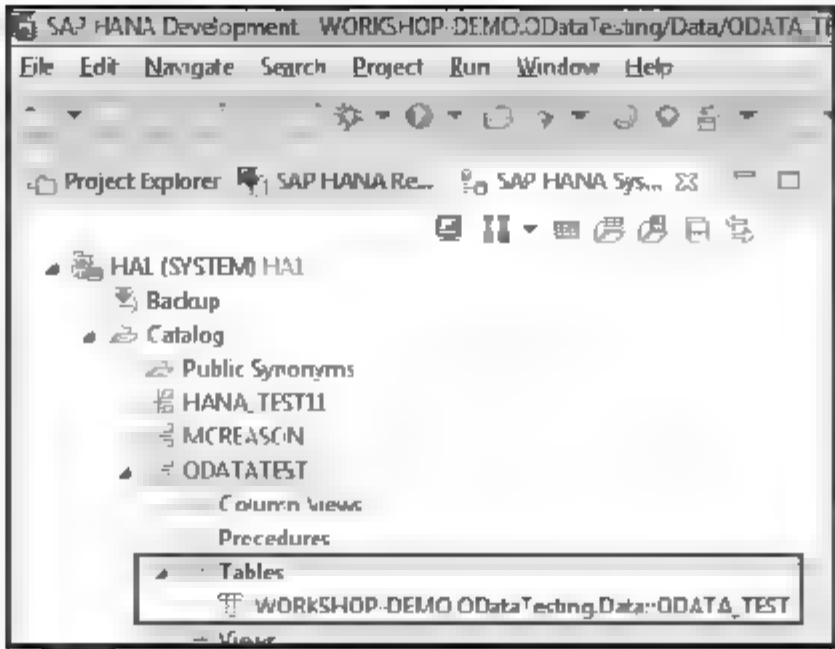 SAP HANA Development WORKSHOP-DEMO.ODataTesting/Data/ODATA_TE
File Edit Navigate Search Project Run Window Help
Project Explorer SAP HANA Re... SAP HANA Sys...
HA1 (SYSTEM) HA1
Backup
Catalog
Public Synonyms
HANA_TEST11
MCREASON
ODATATEST
Column Views
Procedures
Tables
WORKSHOP-DEMO.ODataTesting.Data::ODATA_TEST
Views